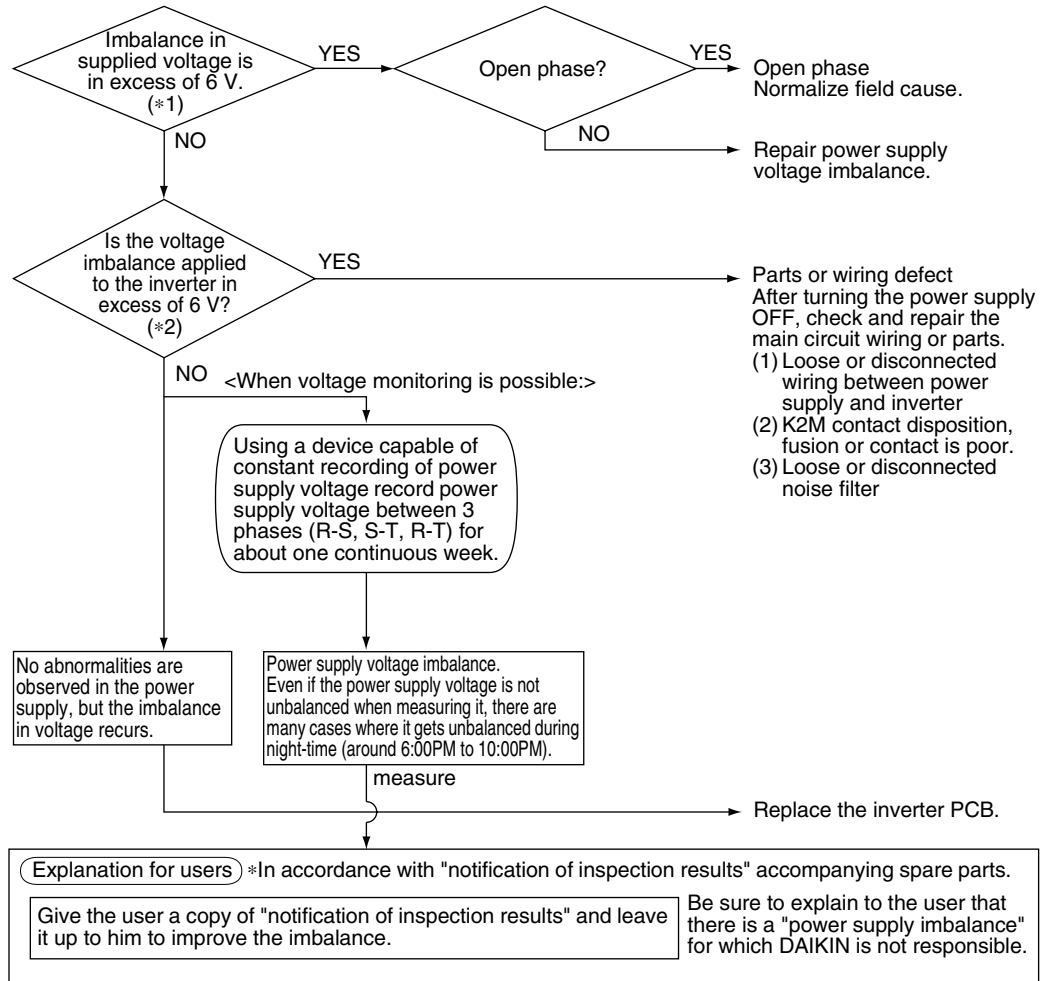 Imbalance in
supplied voltage is
in excess of 6 V.
(*1)
YES
Open phase?
YES
Open phase
Normalize field cause.
NO
NO
Repair power supply
voltage imbalance.
Is the voltage
imbalance applied
to the inverter in
excess of 6 V?
(*2)
YES
Parts or wiring defect
After turning the power supply
OFF, check and repair the
main circuit wiring or parts.
(1) Loose or disconnected
wiring between power
supply and inverter
(2) K2M contact disposition,
fusion or contact is poor.
(3) Loose or disconnected
noise filter
NO
<When voltage monitoring is possible:>
Using a device capable of
constant recording of power
supply voltage record power
supply voltage between 3
phases (R-S, S-T, R-T) for
about one continuous week.
No abnormalities are
observed in the power
supply, but the imbalance
in voltage recurs.
Power supply voltage imbalance.
Even if the power supply voltage is not
unbalanced when measuring it, there are
many cases where it gets unbalanced during
night-time (around 6:00PM to 10:00PM).
measure
Replace the inverter PCB.
Explanation for users *In accordance with "notification of inspection results" accompanying spare parts.
Give the user a copy of "notification of inspection results" and leave
it up to him to improve the imbalance.
Be sure to explain to the user that
there is a "power supply imbalance"
for which DAIKIN is not responsible.